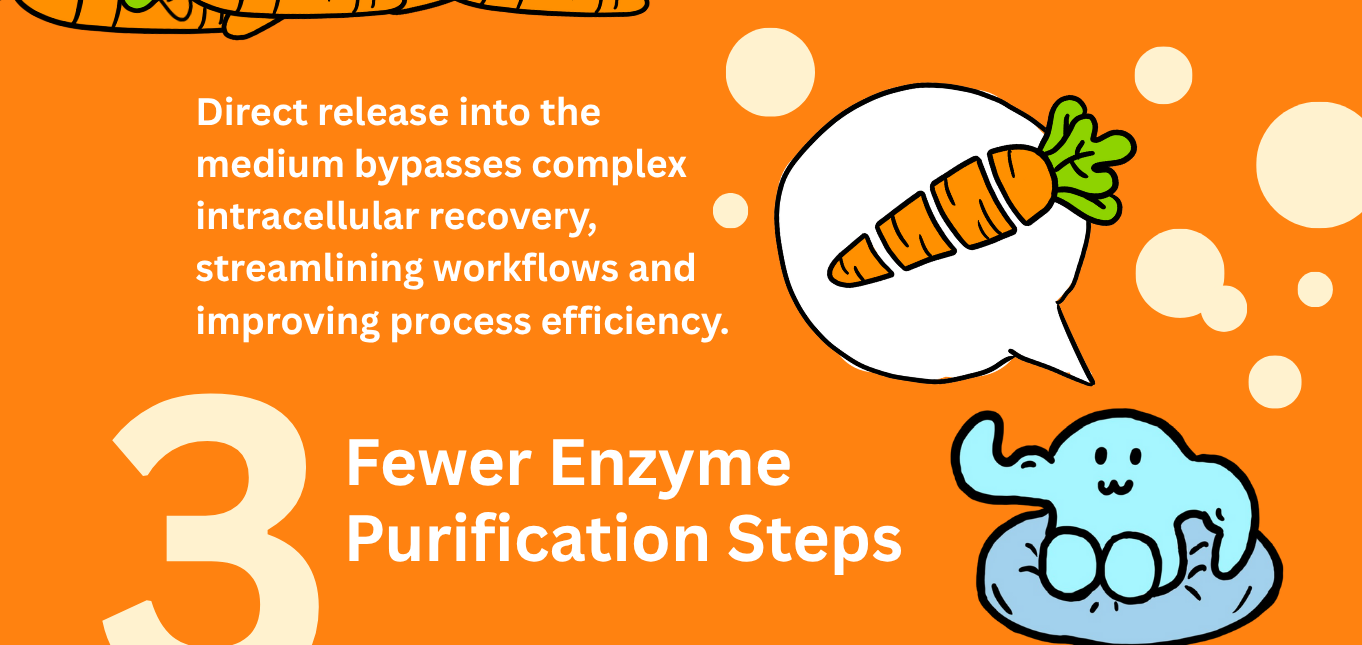 Direct release into the
medium bypasses complex
intracellular recovery,
streamlining workflows and
improving process efficiency.
3
Fewer Enzyme
Purification Steps